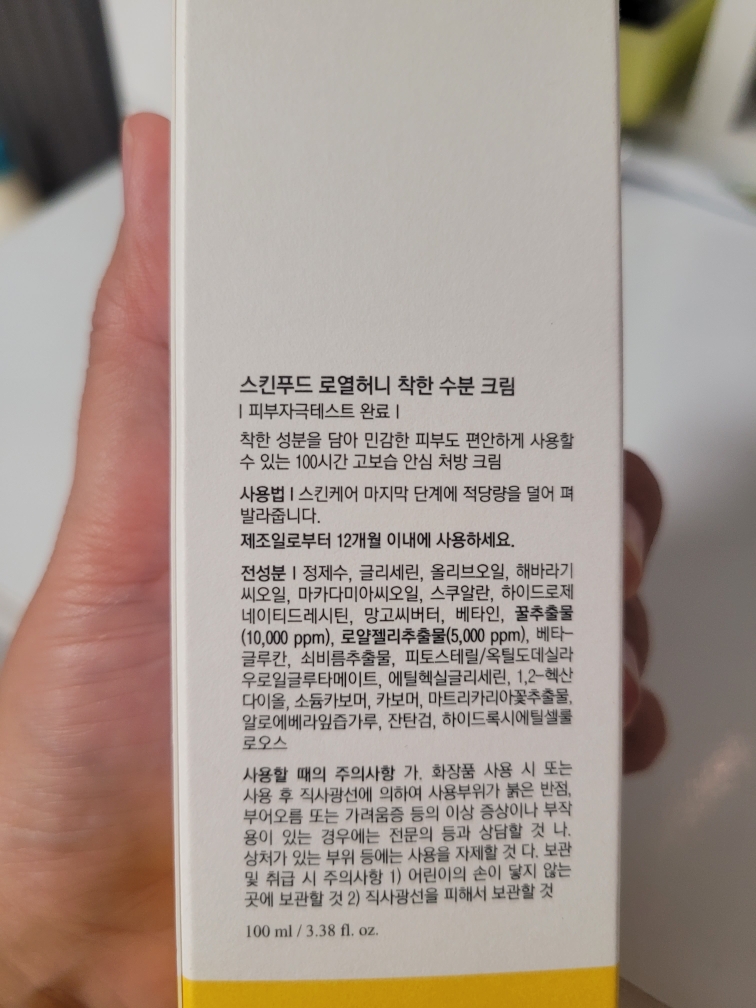 스킨푸드 로열허니 착한 수분 크림
| 피부자극테스트 완료 |
착한 성분을 담아 민감한 피부도 편안하게 사용할
수 있는 100시간 고보습 안심 처방 크림
사용법 | 스킨케어 마지막 단계에 적당량을 덜어 펴
발라줍니다.
제조일로부터 12개월 이내에 사용하세요.
전성분 | 정제수, 글리세린, 올리브오일, 해바라기
씨오일, 마카다미아씨오일, 스쿠알란, 하이드로제
네이티드레시틴, 망고씨버터, 베타인, 꿀추출물
(10,000 ppm), 로얄젤리추출물(5,000 ppm), 베타-
글루칸, 쇠비름추출물, 피토스테릴/옥틸도데실라
우로일글루타메이트, 에틸헥실글리세린, 1,2-헥산
다이올, 소듐카보머, 카보머, 마트리카리아꽃추출물,
알로에베라잎즙가루, 잔탄검, 하이드록시에틸셀룰
로오스
사용할 때의 주의사항 가. 화장품 사용 시 또는
사용 후 직사광선에 의하여 사용부위가 붉은 반점,
부어오름 또는 가려움증 등의 이상 증상이나 부작
용이 있는 경우에는 전문의 등과 상담할 것 나.
상처가 있는 부위 등에는 사용을 자제할 것 다. 보관
및 취급 시 주의사항 1) 어린이의 손이 닿지 않는
곳에 보관할 것 2) 직사광선을 피해서 보관할 것
100 ml / 3.38 fl. oz.